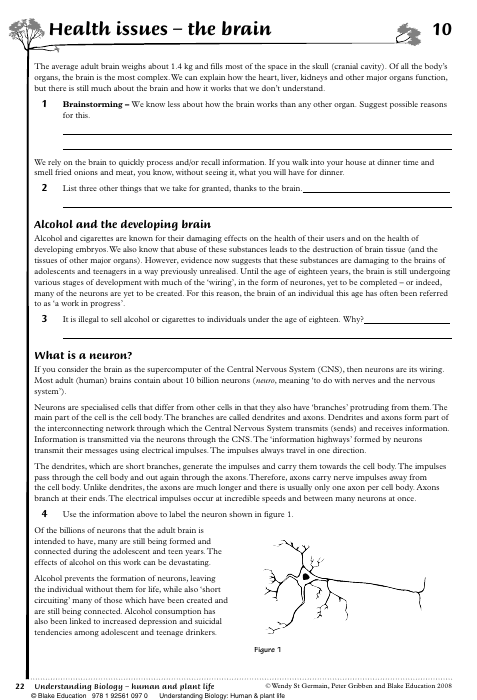 Health issues – the brain
10
The average adult brain weighs about 1.4 kg and fills most of the space in the skull (cranial cavity). Of all the body's
organs, the brain is the most complex. We can explain how the heart, liver, kidneys and other major organs function,
but there is still much about the brain and how it works that we don't understand.
1 Brainstorming – We know less about how the brain works than any other organ. Suggest possible reasons
for this.
We rely on the brain to quickly process and/or recall information. If you walk into your house at dinner time and
smell fried onions and meat, you know, without seeing it, what you will have for dinner.
2 List three other things that we take for granted, thanks to the brain.
Alcohol and the developing brain
Alcohol and cigarettes are known for their damaging effects on the health of their users and on the health of
developing embryos. We also know that abuse of these substances leads to the destruction of brain tissue (and the
tissues of other major organs). However, evidence now suggests that these substances are damaging to the brains of
adolescents and teenagers in a way previously unrealised. Until the age of eighteen years, the brain is still undergoing
various stages of development with much of the 'wiring', in the form of neurones, yet to be completed – or indeed,
many of the neurons are yet to be created. For this reason, the brain of an individual this age has often been referred
to as 'a work in progress'.
3 It is illegal to sell alcohol or cigarettes to individuals under the age of eighteen. Why?
What is a neuron?
If you consider the brain as the supercomputer of the Central Nervous System (CNS), then neurons are its wiring.
Most adult (human) brains contain about 10 billion neurons (neuro, meaning 'to do with nerves and the nervous
system').
Neurons are specialised cells that differ from other cells in that they also have 'branches' protruding from them. The
main part of the cell is the cell body. The branches are called dendrites and axons. Dendrites and axons form part of
the interconnecting network through which the Central Nervous System transmits (sends) and receives information.
Information is transmitted via the neurons through the CNS. The 'information highways' formed by neurons
transmit their messages using electrical impulses. The impulses always travel in one direction.
The dendrites, which are short branches, generate the impulses and carry them towards the cell body. The impulses
pass through the cell body and out again through the axons. Therefore, axons carry nerve impulses away from
the cell body. Unlike dendrites, the axons are much longer and there is usually only one axon per cell body. Axons
branch at their ends. The electrical impulses occur at incredible speeds and between many neurons at once.
4 Use the information above to label the neuron shown in figure 1.
Of the billions of neurons that the adult brain is
intended to have, many are still being formed and
connected during the adolescent and teen years. The
effects of alcohol on this work can be devastating.
Alcohol prevents the formation of neurons, leaving
the individual without them for life, while also 'short
circuiting' many of those which have been created and
are still being connected. Alcohol consumption has
also been linked to increased depression and suicidal
tendencies among adolescent and teenage drinkers.
Figure 1
22 Understanding Biology – human and plant life
© Wendy St Germain, Peter Gribben and Blake Education 2008
© Blake Education 978 1 92561 097 0 Understanding Biology: Human & plant life